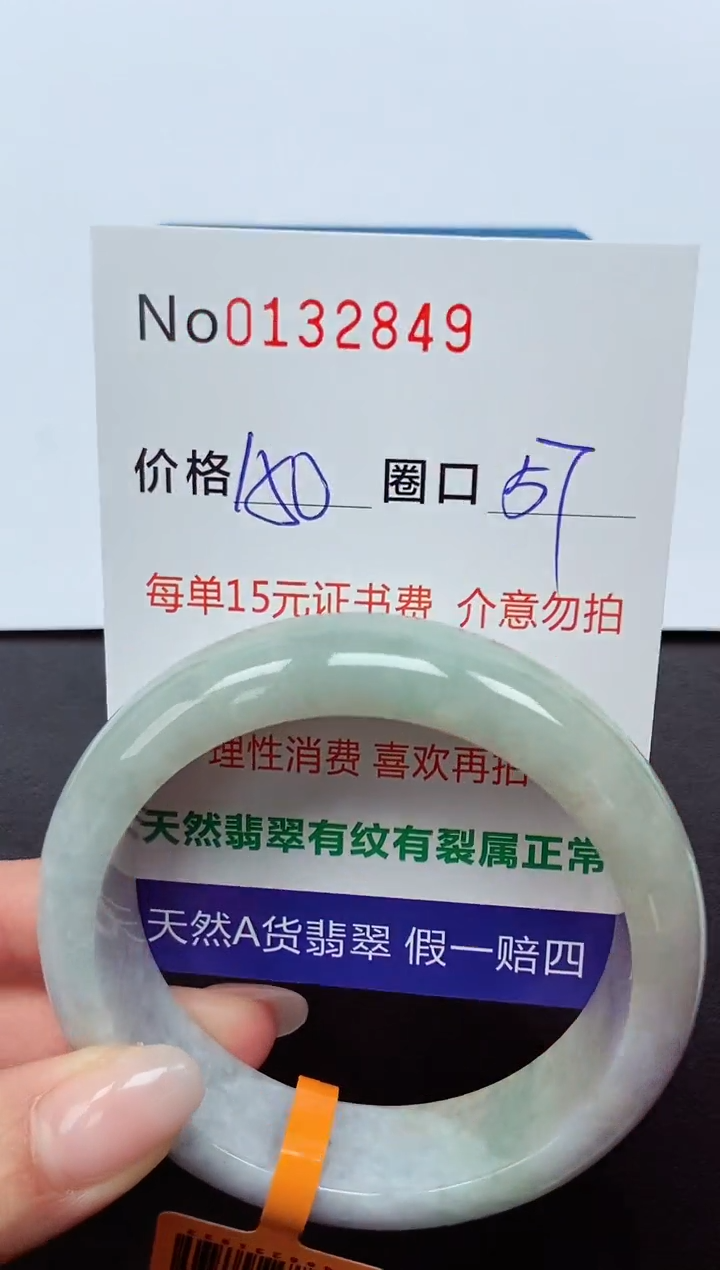 No0132849
价格180 圈口57
每单15元证书费 介意勿拍
理性消费 喜欢再拍
天然翡翠有纹有裂属正常
天然A货翡翠 假一赔四